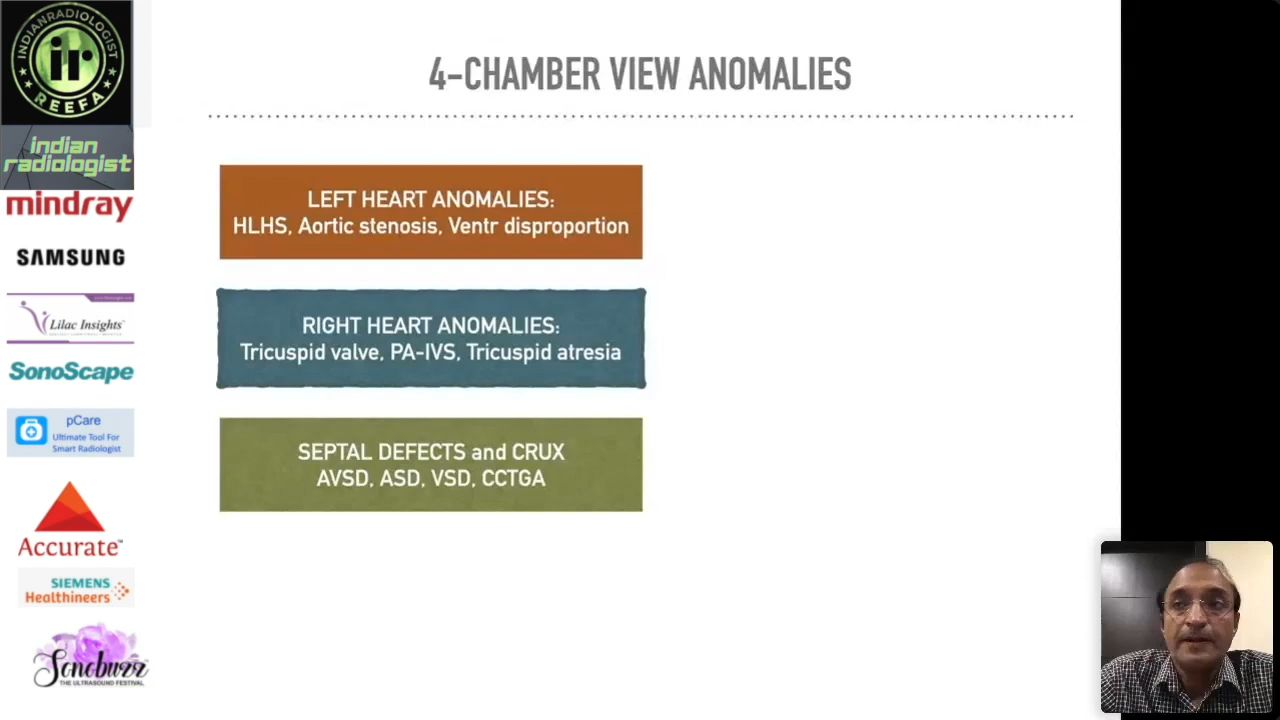 4-CHAMBER VIEW ANOMALIES
LEFT HEART ANOMALIES:
HLHS, Aortic stenosis, Ventr disproportion
RIGHT HEART ANOMALIES:
Tricuspid valve, PA-IVS, Tricuspid atresia
SEPTAL DEFECTS and CRUX
AVSD, ASD, VSD, CCTGA
INDIANRADIOLOGIST
ir
REEFA
indian
radiologist
mindray
SAMSUNG
Lilac Insights
SonoScape
pCare
Ultimate Tool For
Smart Radiologist
Accurate™
SIEMENS
Healthineers
Sonobuzz
THE ULTRASOUND FESTIVAL